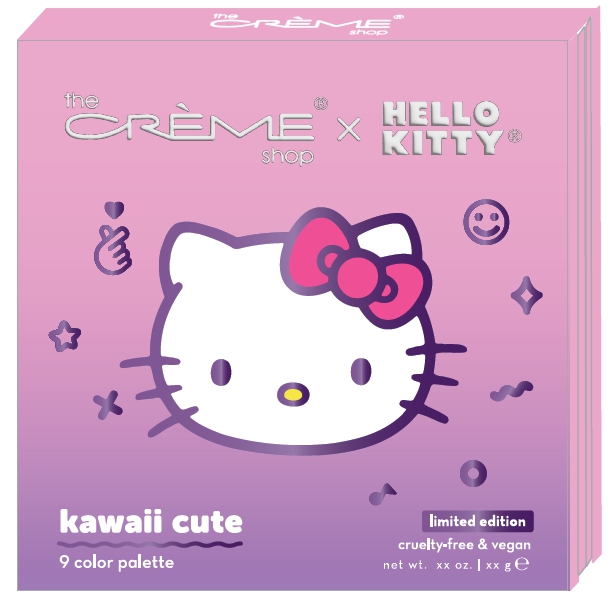 the
CRÈME®
shop
the
CRÈME® x HELLO KITTY®
shop
kawaii cute
9 color palette
limited edition
cruelty-free & vegan
net wt. xx oz. | xx g ℮